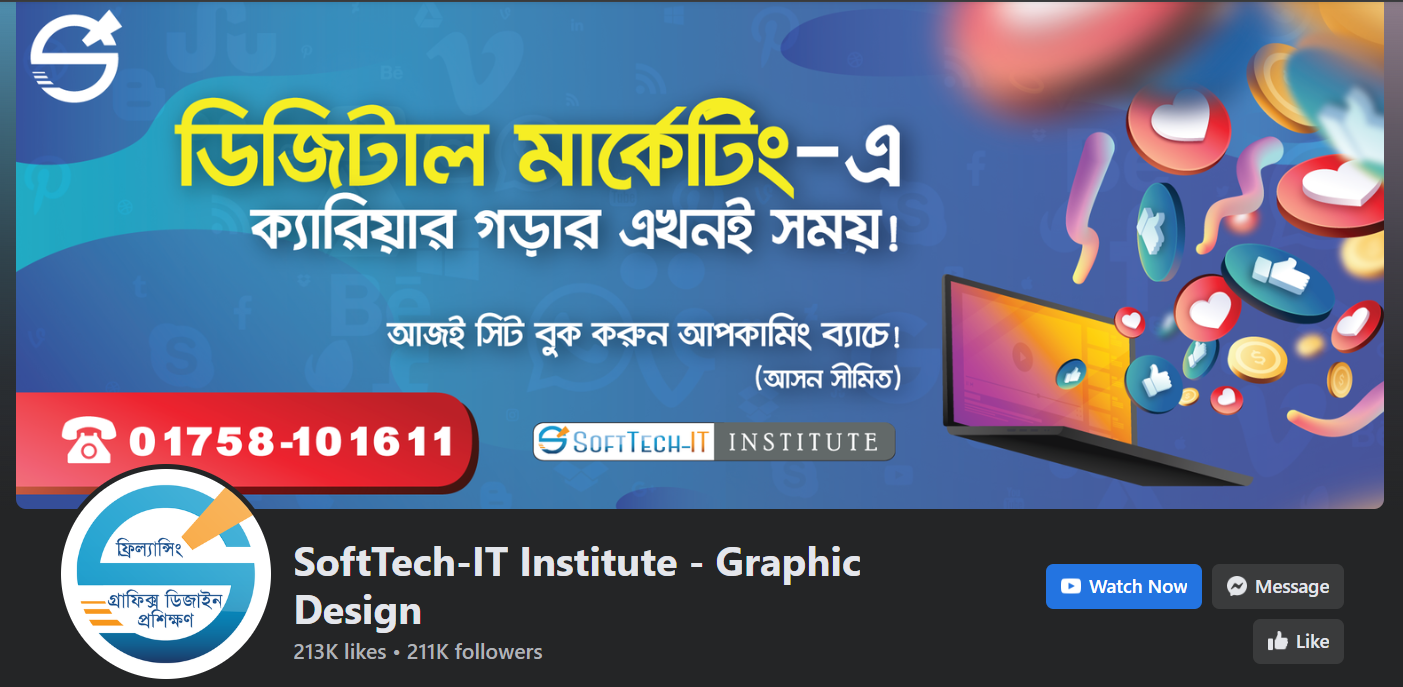 ডিজিটাল মার্কেটিং-এ
ক্যারিয়ার গড়ার এখনই সময়!
আজই সিট বুক করুন আপকামিং ব্যাচে!
(আসন সীমিত)
01758-101611
SOFTTECH-IT INSTITUTE
ফ্রিল্যান্সিং
গ্রাফিক্স ডিজাইন
প্রশিক্ষণ
SoftTech-IT Institute - Graphic
Design
213K likes • 211K followers
Watch Now
Message
Like